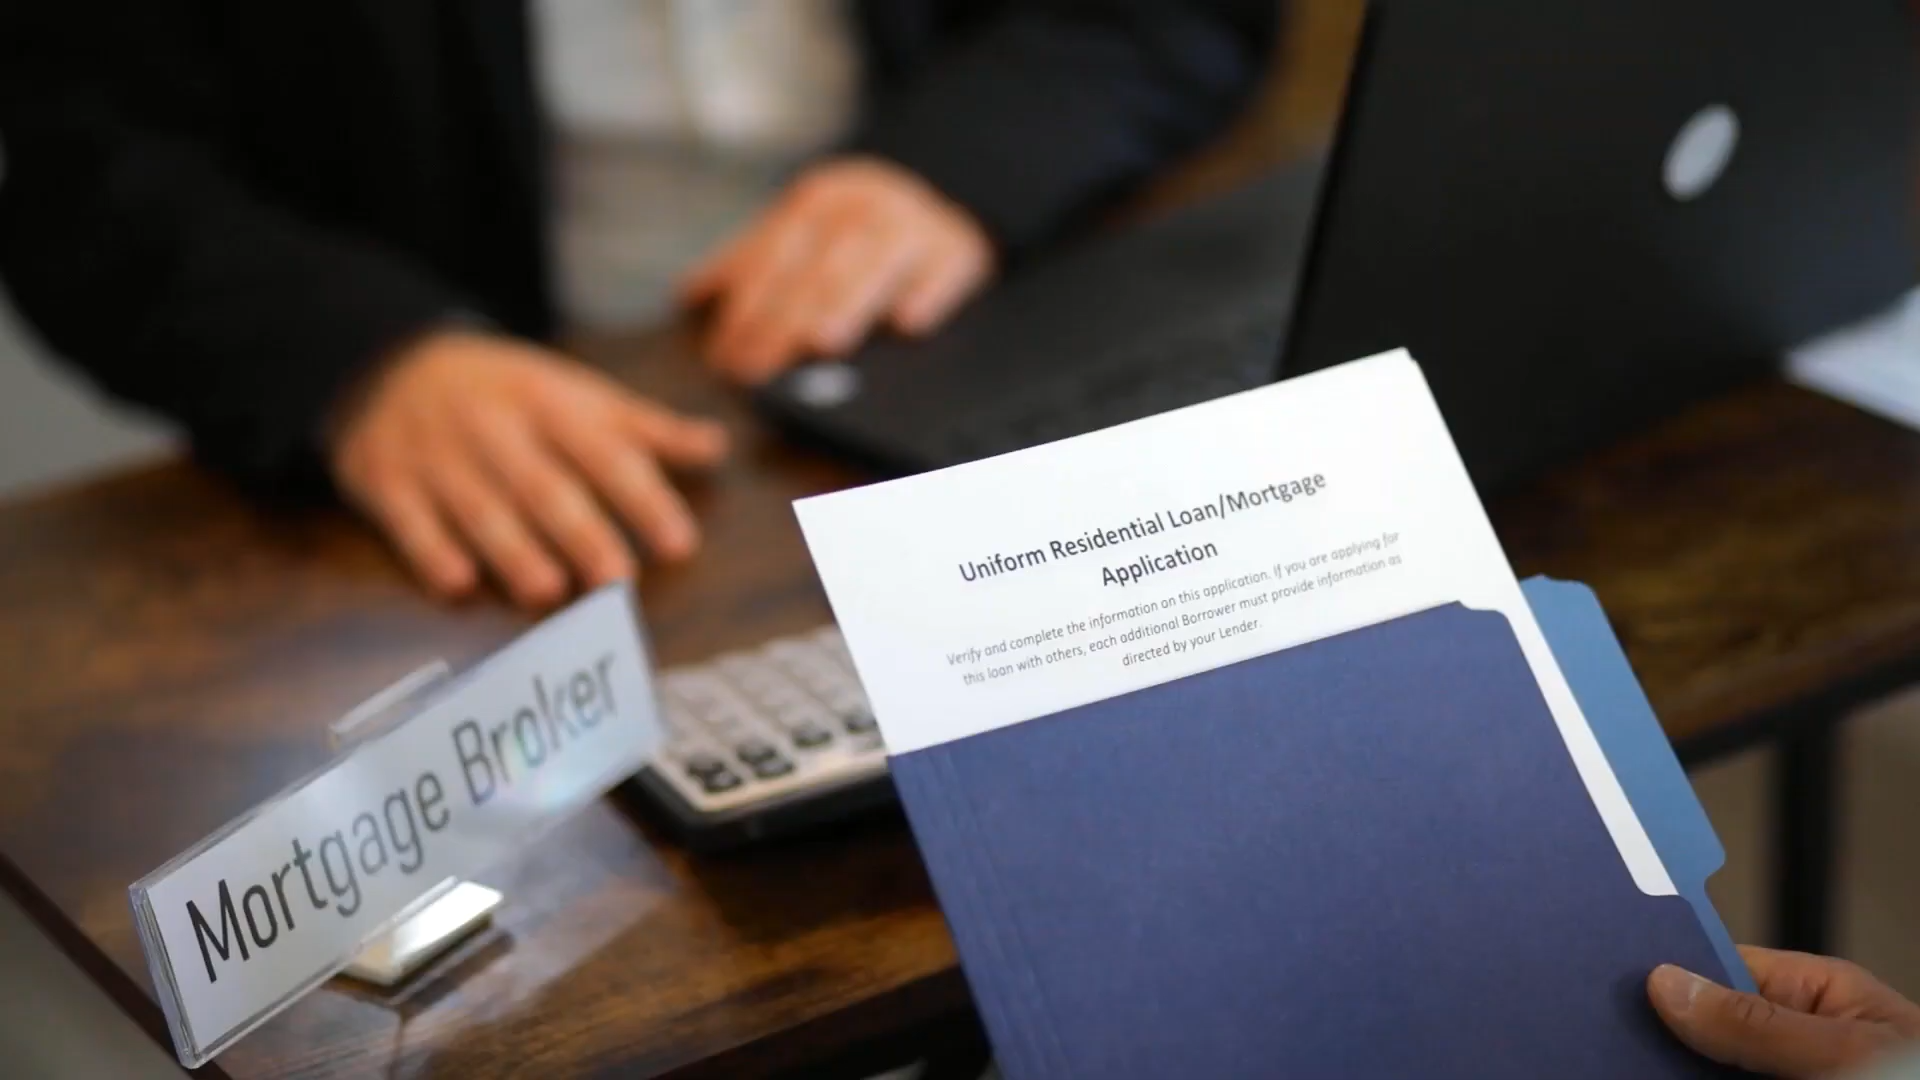 Uniform Residential Loan/Mortgage
Application
Verify and complete the information on this application. If you are applying for
this loan with others, each additional Borrower must provide information as
directed by your Lender.
Mortgage Broker